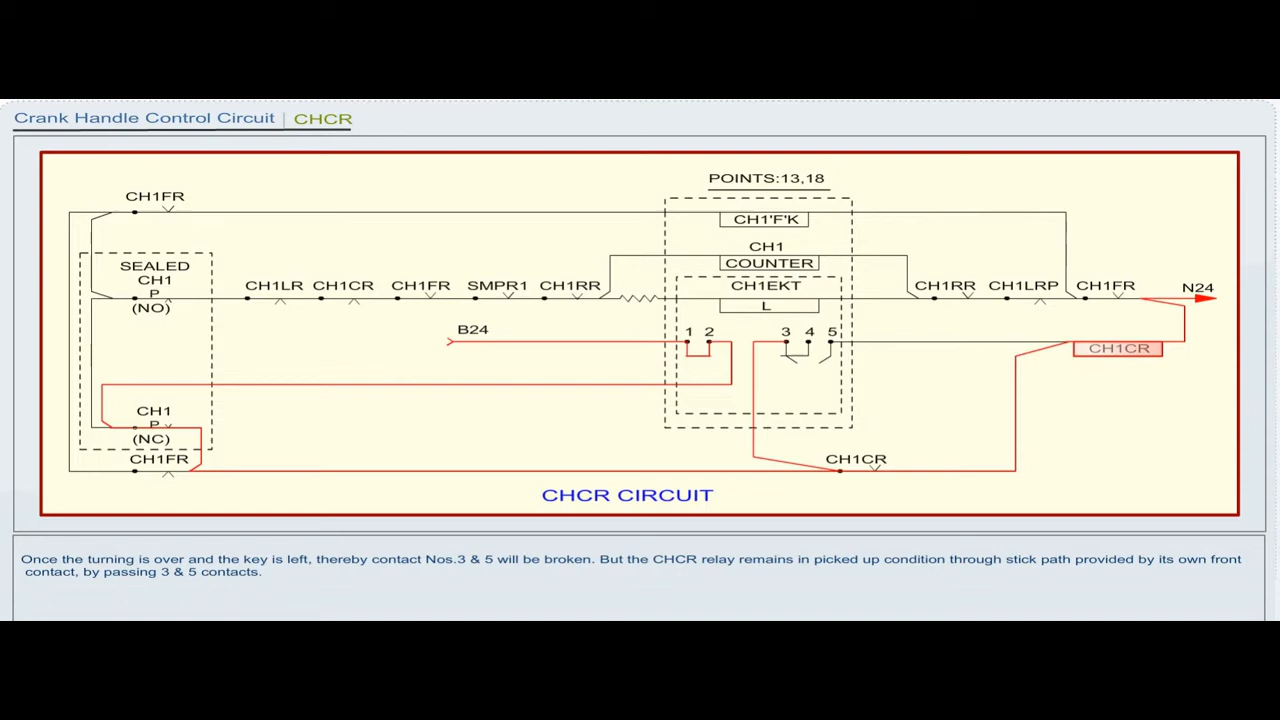 Crank Handle Control Circuit | CHCR
POINTS:13,18
CH1FR
CH1'F'K
CH1
COUNTER
SEALED
CH1
P
(NO)
CH1LR CH1CR CH1FR SMPR1 CH1RR CH1EKT CH1RR CH1LRP CH1FR N24
L
B24 1 2 3 4 5
CH1CR
CH1
P
(NC)
CH1FR CH1CR
CHCR CIRCUIT
Once the turning is over and the key is left, thereby contact Nos.3 & 5 will be broken. But the CHCR relay remains in picked up condition through stick path provided by its own front
contact, by passing 3 & 5 contacts.